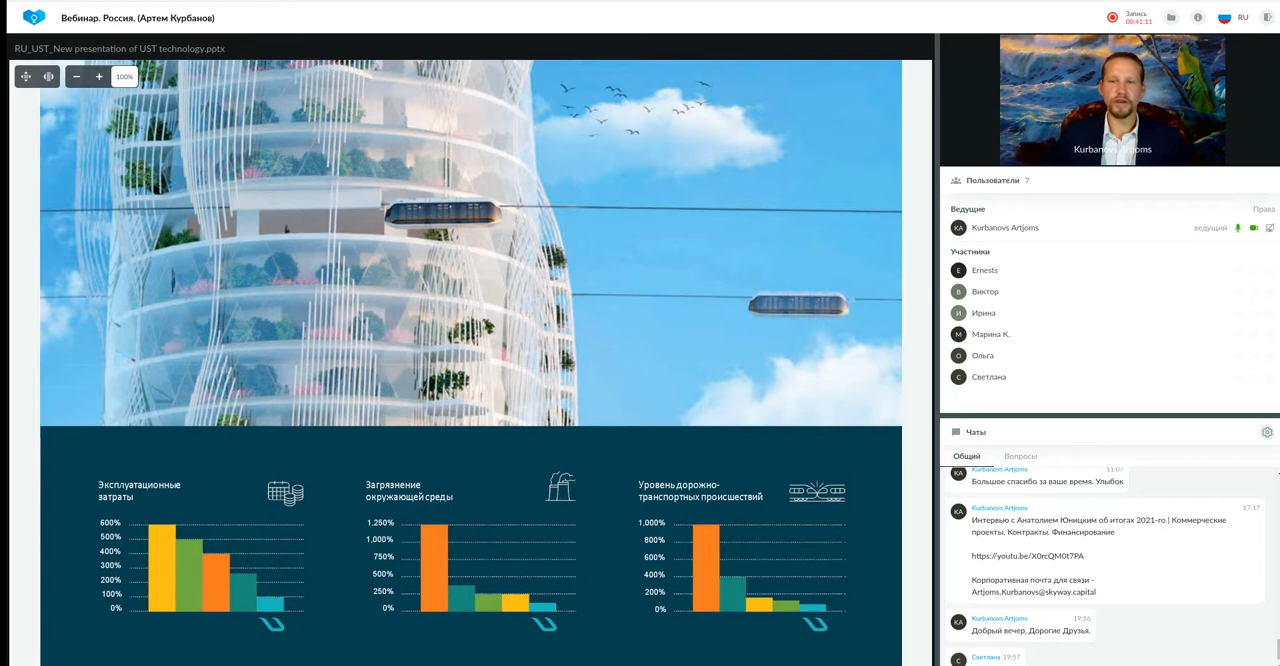 Вебинар. Россия. (Артем Курбанов)
Запись
00:41:11
RU
RU_UST_New presentation of UST technology.pptx
100%
Kurbanovs Artjoms
Пользователи 7
Ведущие
Права
KA Kurbanovs Artjoms
ведущий
Участники
E Ernests
В Виктор
И Ирина
М Марина К.
О Ольга
С Светлана
Чаты
Общий
Вопросы
KA Kurbanovs Artjoms 11:07
Большое спасибо за ваше время. Улыбок
KA Kurbanovs Artjoms 17:17
Интервью с Анатолием Юницким об итогах 2021-го | Коммерческие
проекты. Контракты. Финансирование
https://youtu.be/X0rcQM0t7PA
Корпоративная почта для связи -
Artjoms.Kurbanovs@skyway.capital
KA Kurbanovs Artjoms 19:56
Добрый вечер, Дорогие Друзья.
С Светлана 19:57
Эксплуатационные
затраты
600%
500%
400%
300%
200%
100%
0%
Загрязнение
окружающей среды
1,250%
1,000%
750%
500%
250%
0%
Уровень дорожно-
транспортных происшествий
1,000%
800%
600%
400%
200%
0%